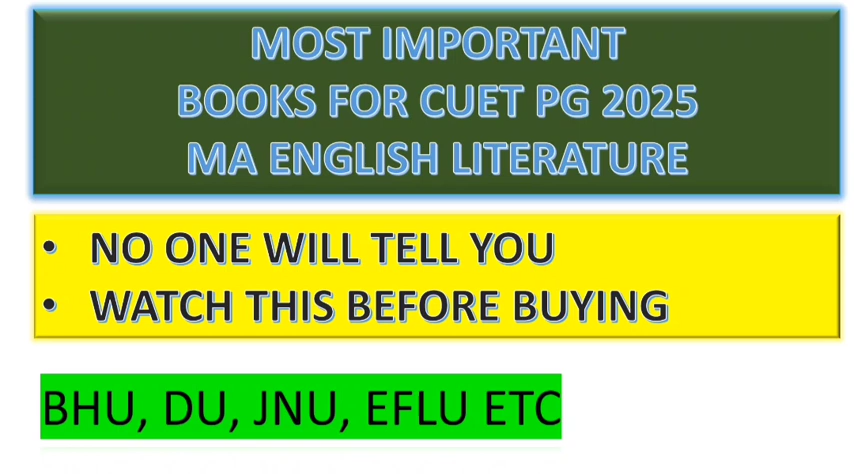 MOST IMPORTANT
BOOKS FOR CUET PG 2025
MA ENGLISH LITERATURE
• NO ONE WILL TELL YOU
• WATCH THIS BEFORE BUYING
BHU, DU, JNU, EFLU ETC